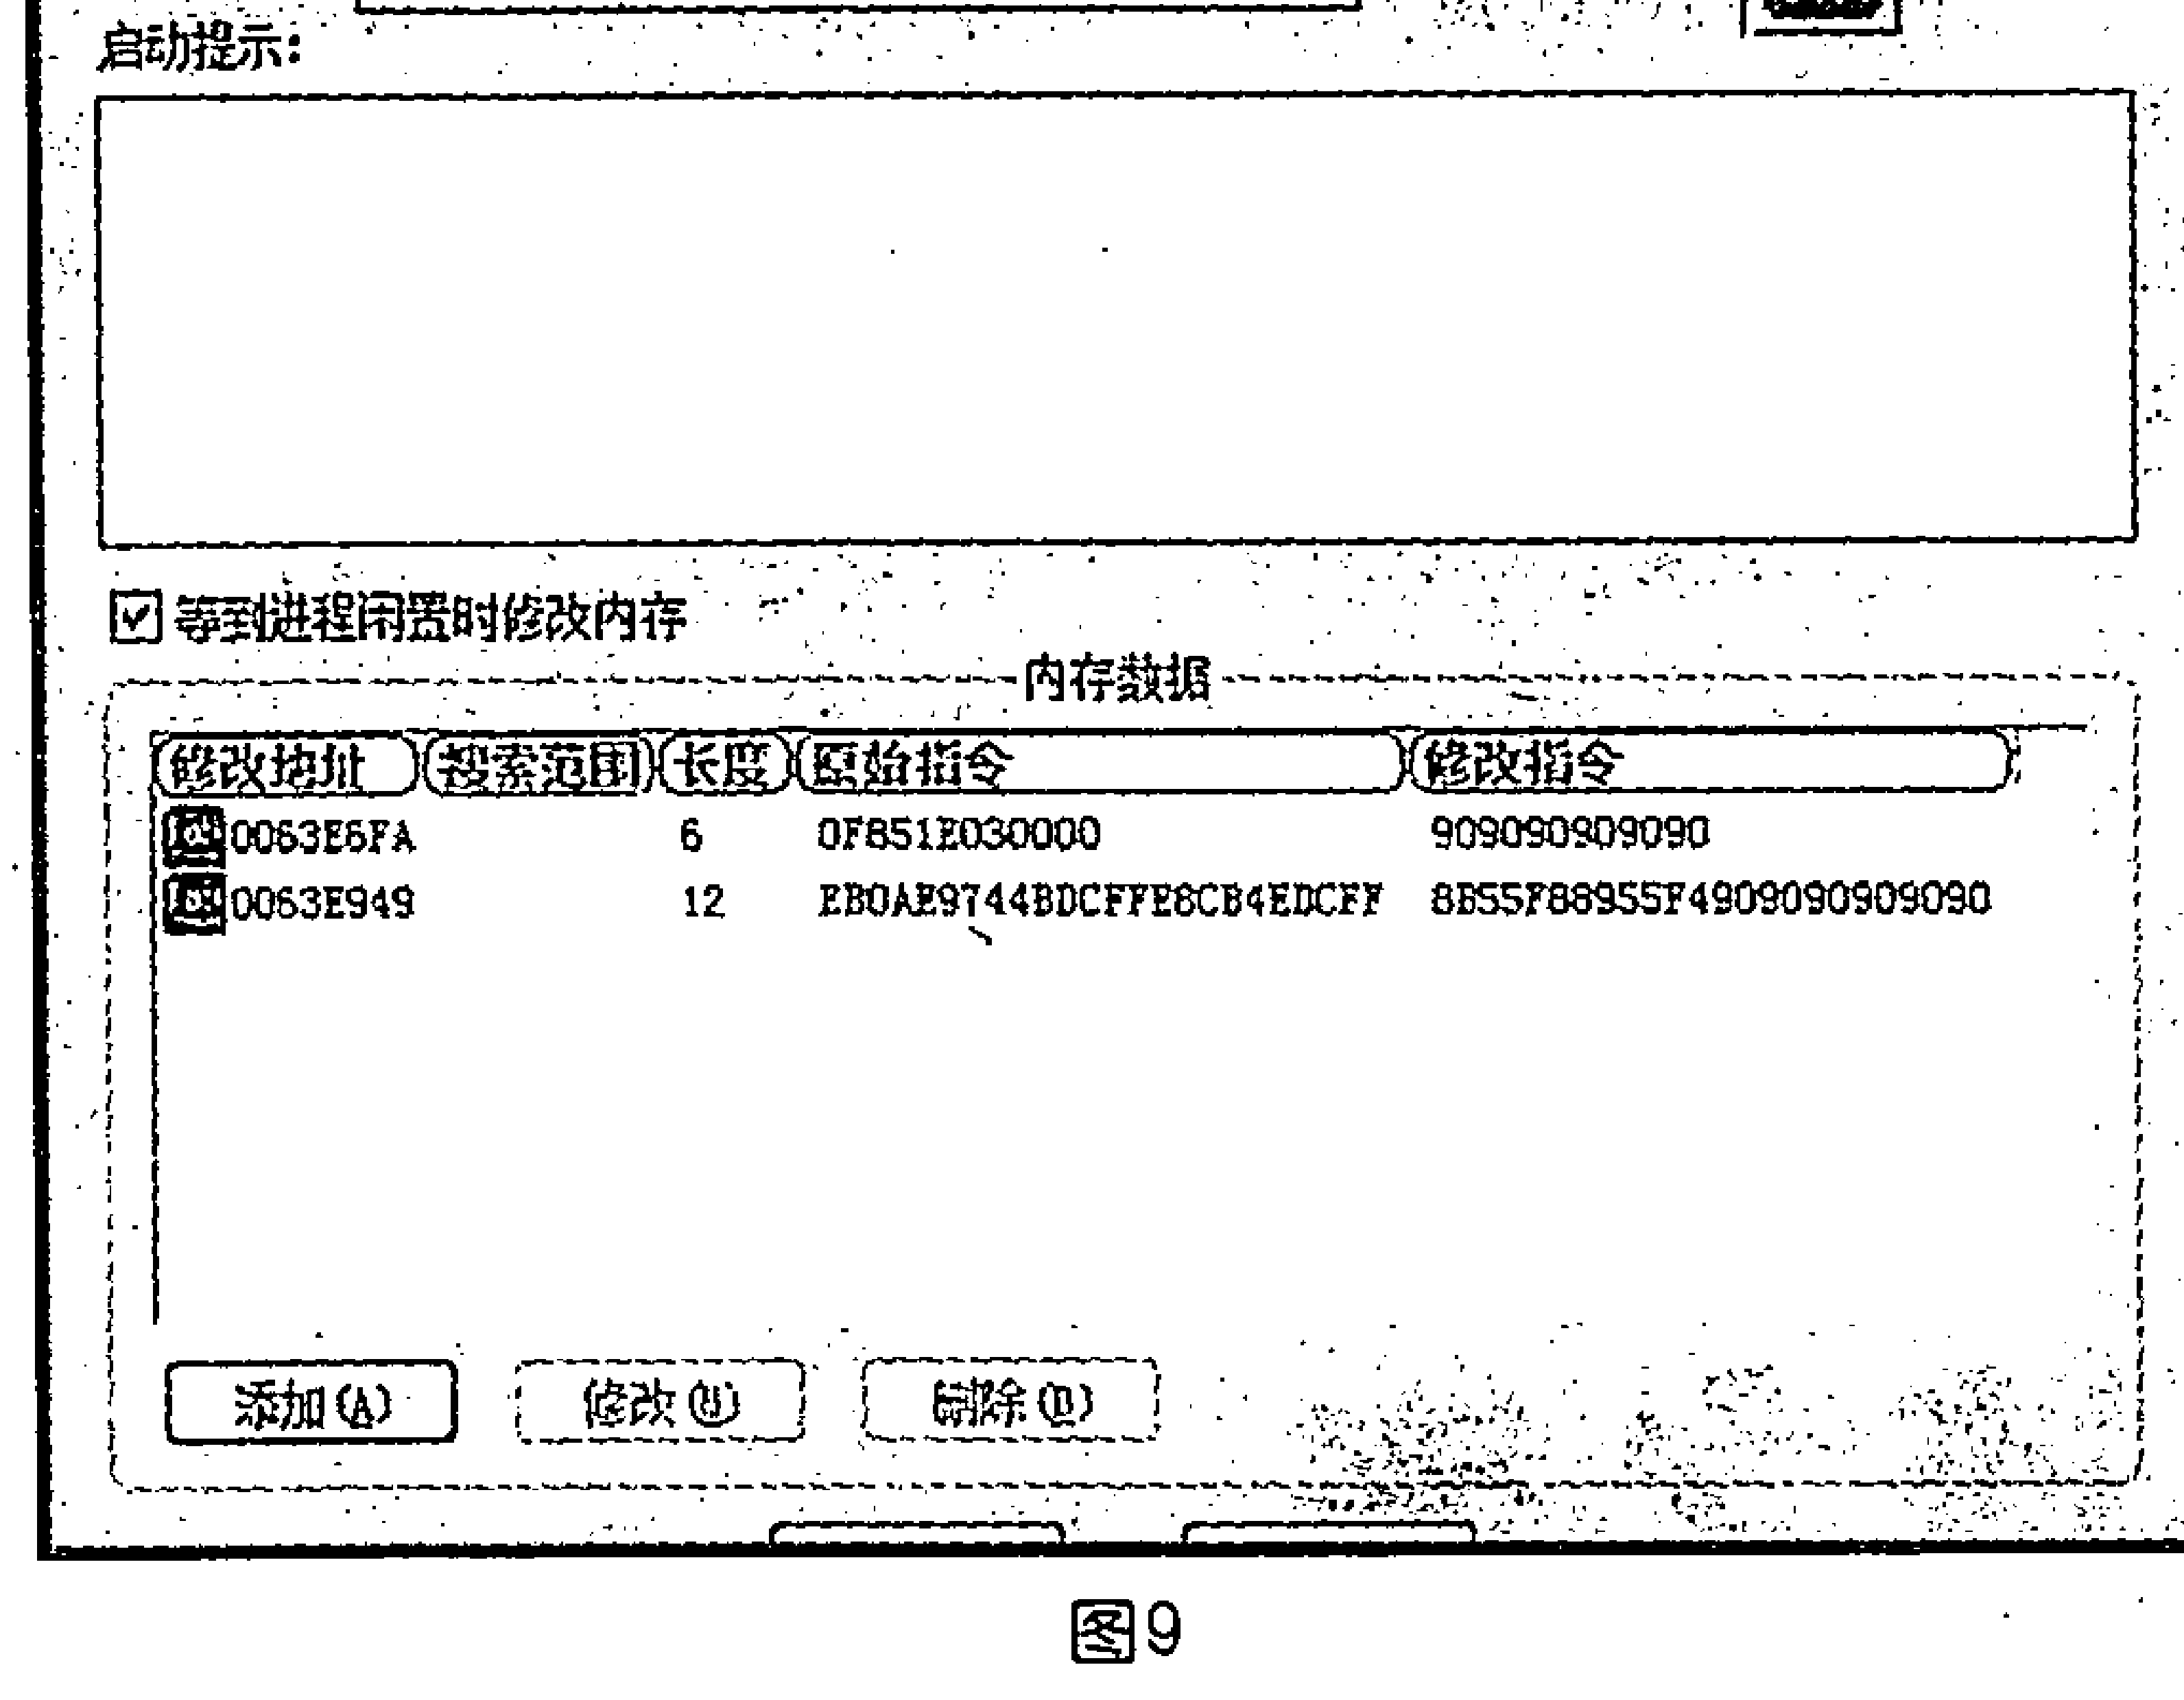 启动提示:
等到进程闲置时修改内存
内存数据
修改地址 搜索范围 长度 原始指令 修改指令
0063E6FA 6 0F851E030000 909090909090
0063E949 12 EB0AE9744BDCFFE8CB4EDCFF 8B55F88955F4909090909090
添加(A) 修改(U) 删除(D)
图9